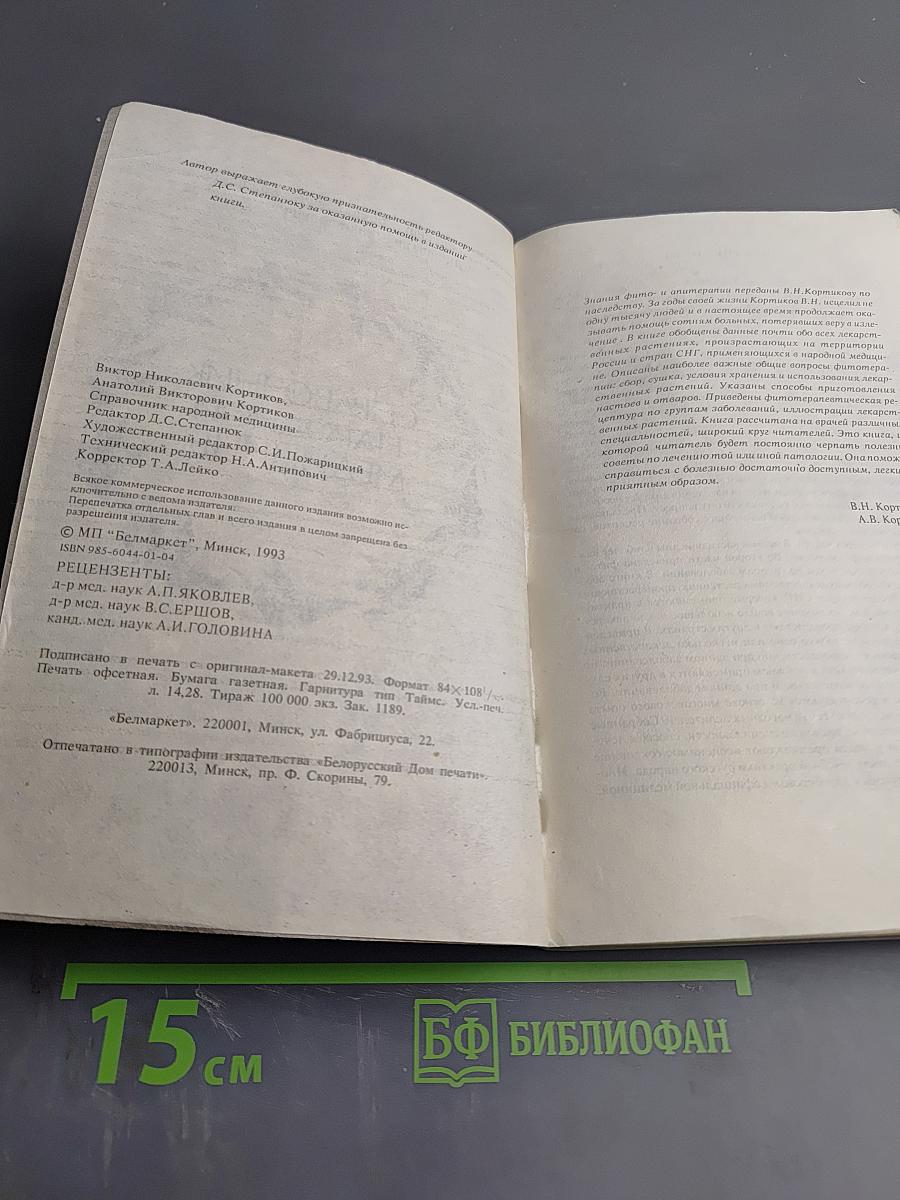 Автор выражает глубокую признательность редактору
Д.С. Степанюку за оказанную помощь в издании
книги.
Виктор Николаевич Кортиков,
Анатолий Викторович Кортиков
Справочник народной медицины
Редактор Д.С.Степанюк
Художественный редактор С.И.Пожарицкий
Технический редактор Н.А.Антипович
Корректор Т.А.Лейко
Всякое коммерческое использование данного издания возможно ис-
ключительно с ведома издателя.
Перепечатка отдельных глав и всего издания в целом запрещена без
разрешения издателя.
© МП "Белмаркет", Минск, 1993
ISBN 985-6044-01-04
РЕЦЕНЗЕНТЫ:
д-р мед. наук А.П.ЯКОВЛЕВ,
д-р мед. наук В.С.ЕРШОВ,
канд. мед. наук А.И.ГОЛОВИНА
Подписано в печать с оригинал-макета 29.12.93. Формат 84×108
Печать офсетная. Бумага газетная. Гарнитура тип Таймс. Усл.-печ.
л. 14,28. Тираж 100 000 экз. Зак. 1189.
«Белмаркет». 220001, Минск, ул. Фабрициуса, 22.
Отпечатано в типографии издательства «Белорусский Дом печати».
220013, Минск, пр. Ф. Скорины, 79.
Знания фито- и апитерапии переданы В.Н.Кортикову по
наследству. За годы своей жизни Кортиков В.Н. исцелил не
одну тысячу людей и в настоящее время продолжает ока-
зывать помощь сотням больных, потерявших веру в изле-
чение . В книге обобщены данные почти обо всех лекарст-
венных растениях, произрастающих на территории
России и стран СНГ, применяющихся в народной медици-
не. Описаны наиболее важные общие вопросы фитотера-
пии: сбор, сушка, условия хранения и использования лекар-
ственных растений. Указаны способы приготовления
настоев и отваров. Приведены фитотерапевтическая ре-
цептура по группам заболеваний, иллюстрации лекарст-
венных растений. Книга рассчитана на врачей различны
специальностей, широкий круг читателей. Это книга, и
которой читатель будет постоянно черпать полезн
советы по лечению той или иной патологии. Она помож
справиться с болезнью достаточно доступным, легки
приятным образом.
В.Н. Корт
А.В. Кор
15 см
БФ БИБЛИОФАН